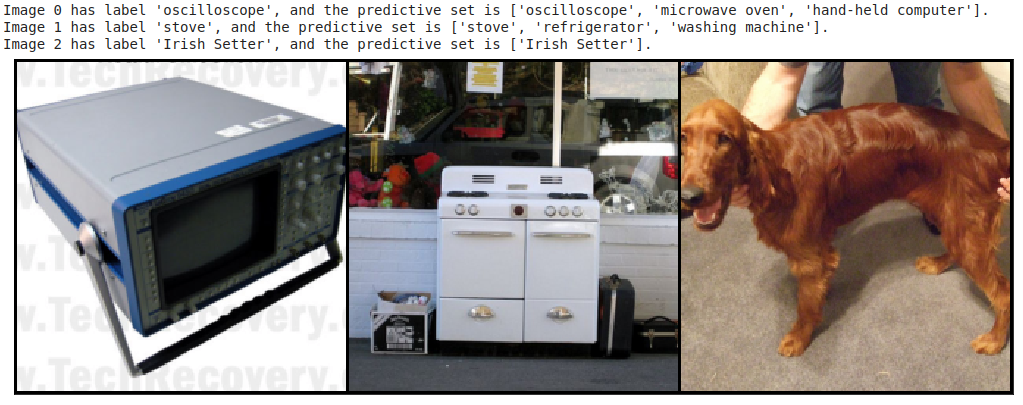 Image 0 has label 'oscilloscope', and the predictive set is ['oscilloscope', 'microwave oven', 'hand-held computer'].
Image 1 has label 'stove', and the predictive set is ['stove', 'refrigerator', 'washing machine'].
Image 2 has label 'Irish Setter', and the predictive set is ['Irish Setter'].
w.TechRecovery.
w.TechRecovery.c